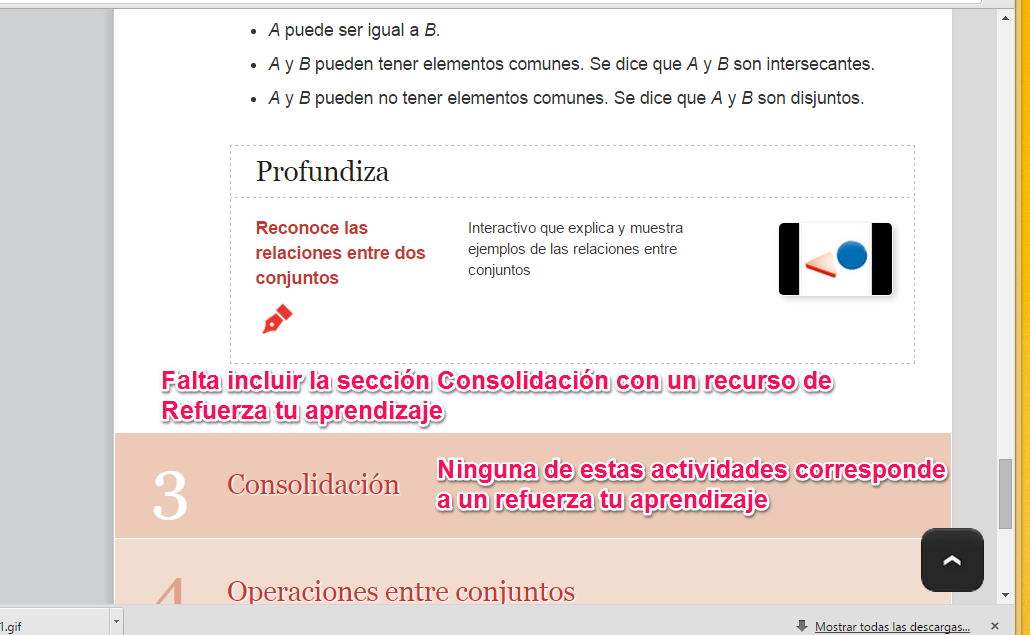 A puede ser igual a B.
A y B pueden tener elementos comunes. Se dice que A y B son intersecantes.
A y B pueden no tener elementos comunes. Se dice que A y B son disjuntos.
Profundiza
Reconoce las
relaciones entre dos
conjuntos
Interactivo que explica y muestra
ejemplos de las relaciones entre
conjuntos
Falta incluir la sección Consolidación con un recurso de
Refuerza tu aprendizaje
3
Consolidación
Ninguna de estas actividades corresponde
a un refuerza tu aprendizaje
4
Operaciones entre conjuntos
1.gif
Mostrar todas las descargas...